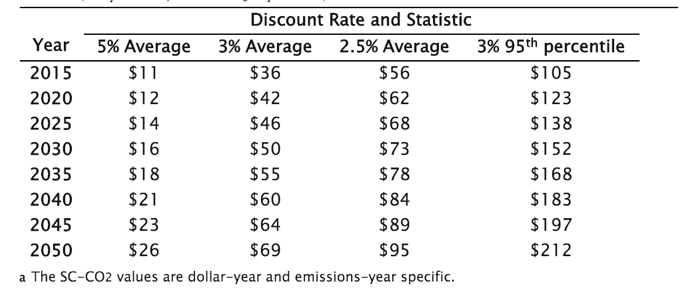 Discount Rate and Statistic
Year 5% Average 3% Average 2.5% Average 3% 95th percentile
2015 $11 $36 $56 $105
2020 $12 $42 $62 $123
2025 $14 $46 $68 $138
2030 $16 $50 $73 $152
2035 $18 $55 $78 $168
2040 $21 $60 $84 $183
2045 $23 $64 $89 $197
2050 $26 $69 $95 $212
a The SC-CO2 values are dollar-year and emissions-year specific.